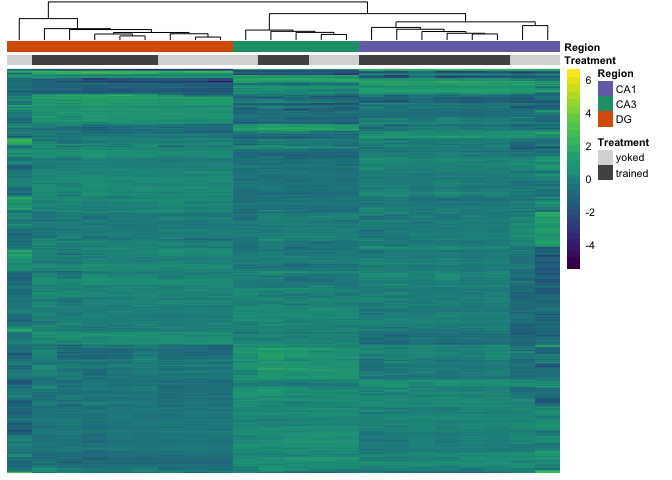 Region
Treatment
6
4
2
0
-2
-4
Region
CA1
CA3
DG
Treatment
yoked
trained